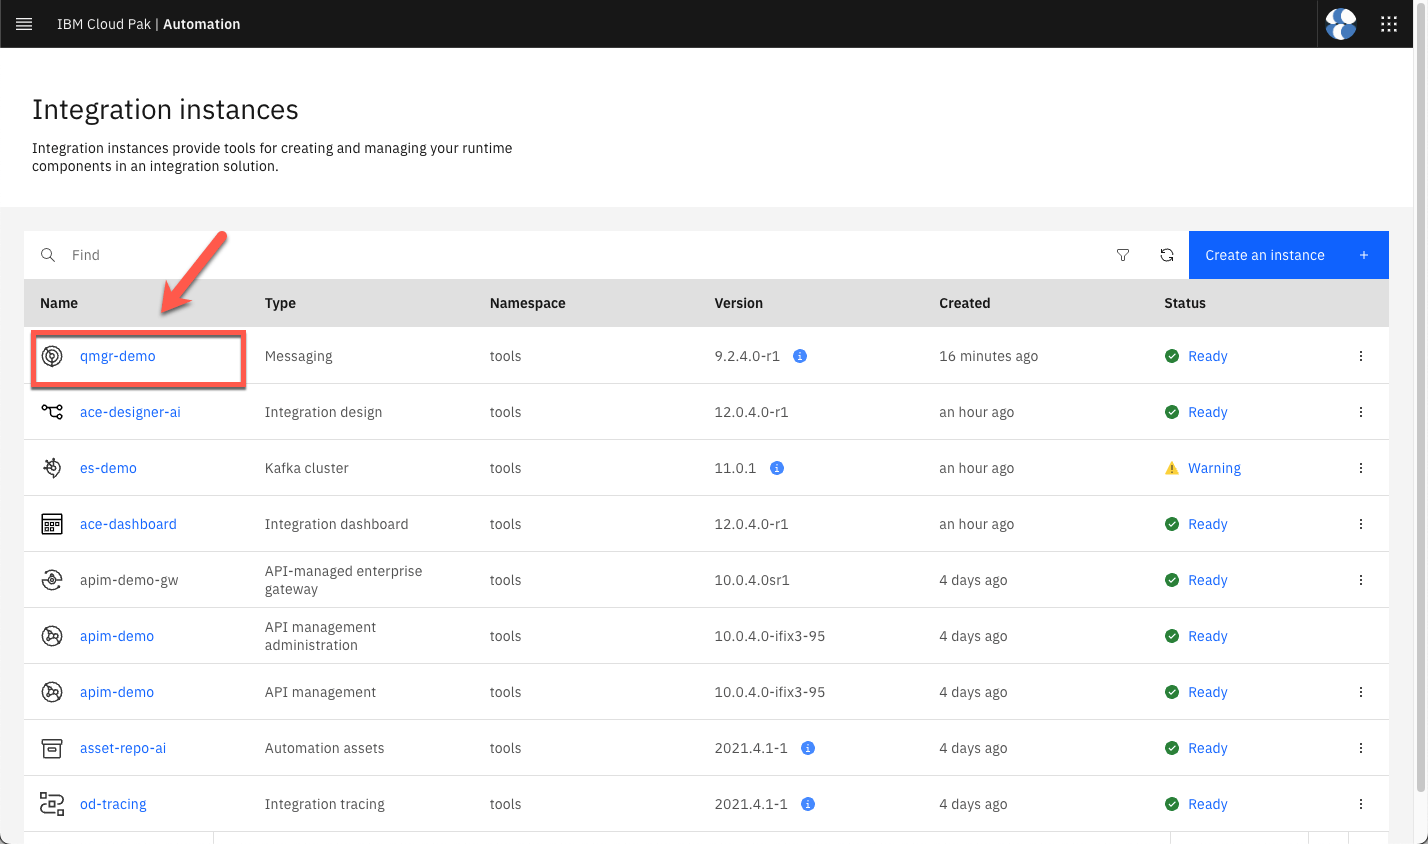 IBM Cloud Pak | Automation
Integration instances
Integration instances provide tools for creating and managing your runtime
components in an integration solution.
Find
Create an instance +
Name Type Namespace Version Created Status
qmgr-demo Messaging tools 9.2.4.0-r1 16 minutes ago Ready
ace-designer-ai Integration design tools 12.0.4.0-r1 an hour ago Ready
es-demo Kafka cluster tools 11.0.1 an hour ago Warning
ace-dashboard Integration dashboard tools 12.0.4.0-r1 an hour ago Ready
apim-demo-gw API-managed enterprise
gateway tools 10.0.4.0sr1 4 days ago Ready
apim-demo API management
administration tools 10.0.4.0-ifix3-95 4 days ago Ready
apim-demo API management tools 10.0.4.0-ifix3-95 4 days ago Ready
asset-repo-ai Automation assets tools 2021.4.1-1 4 days ago Ready
od-tracing Integration tracing tools 2021.4.1-1 4 days ago Ready